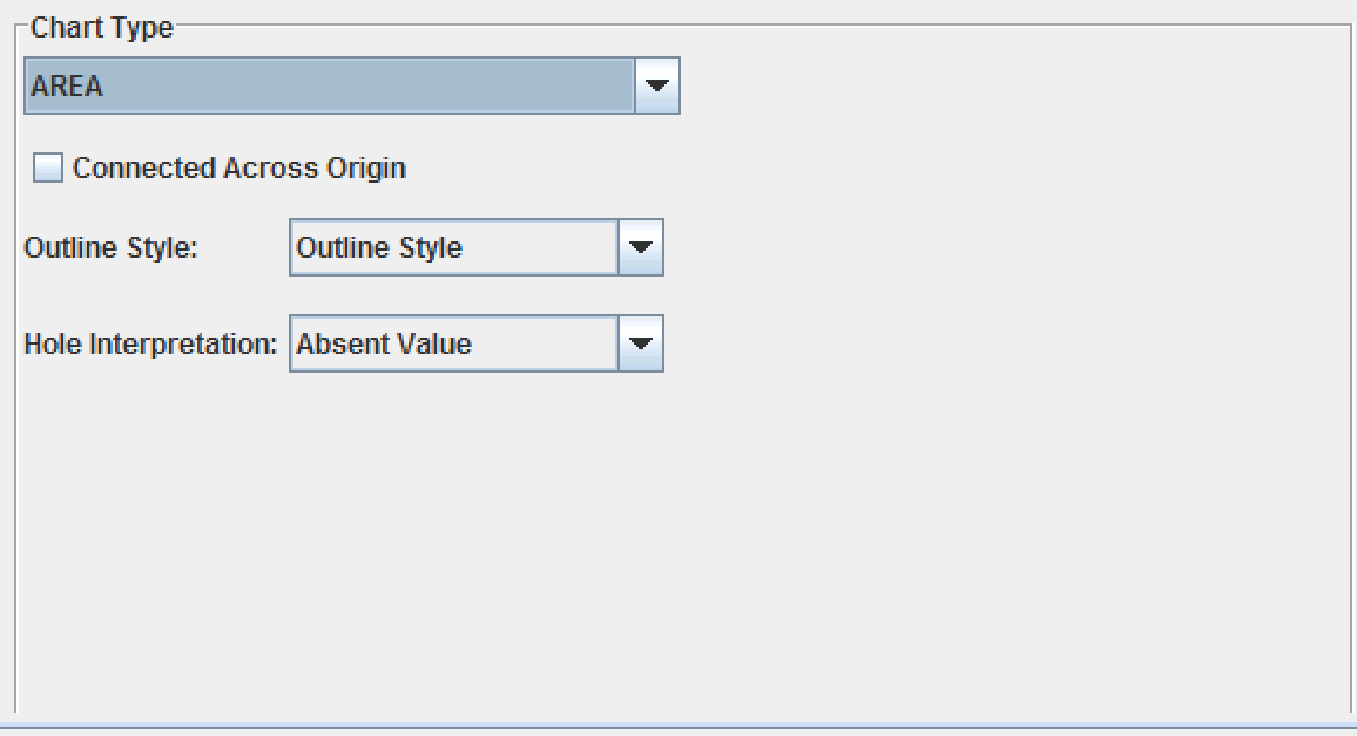 Chart Type
AREA
Connected Across Origin
Outline Style: Outline Style
Hole Interpretation: Absent Value